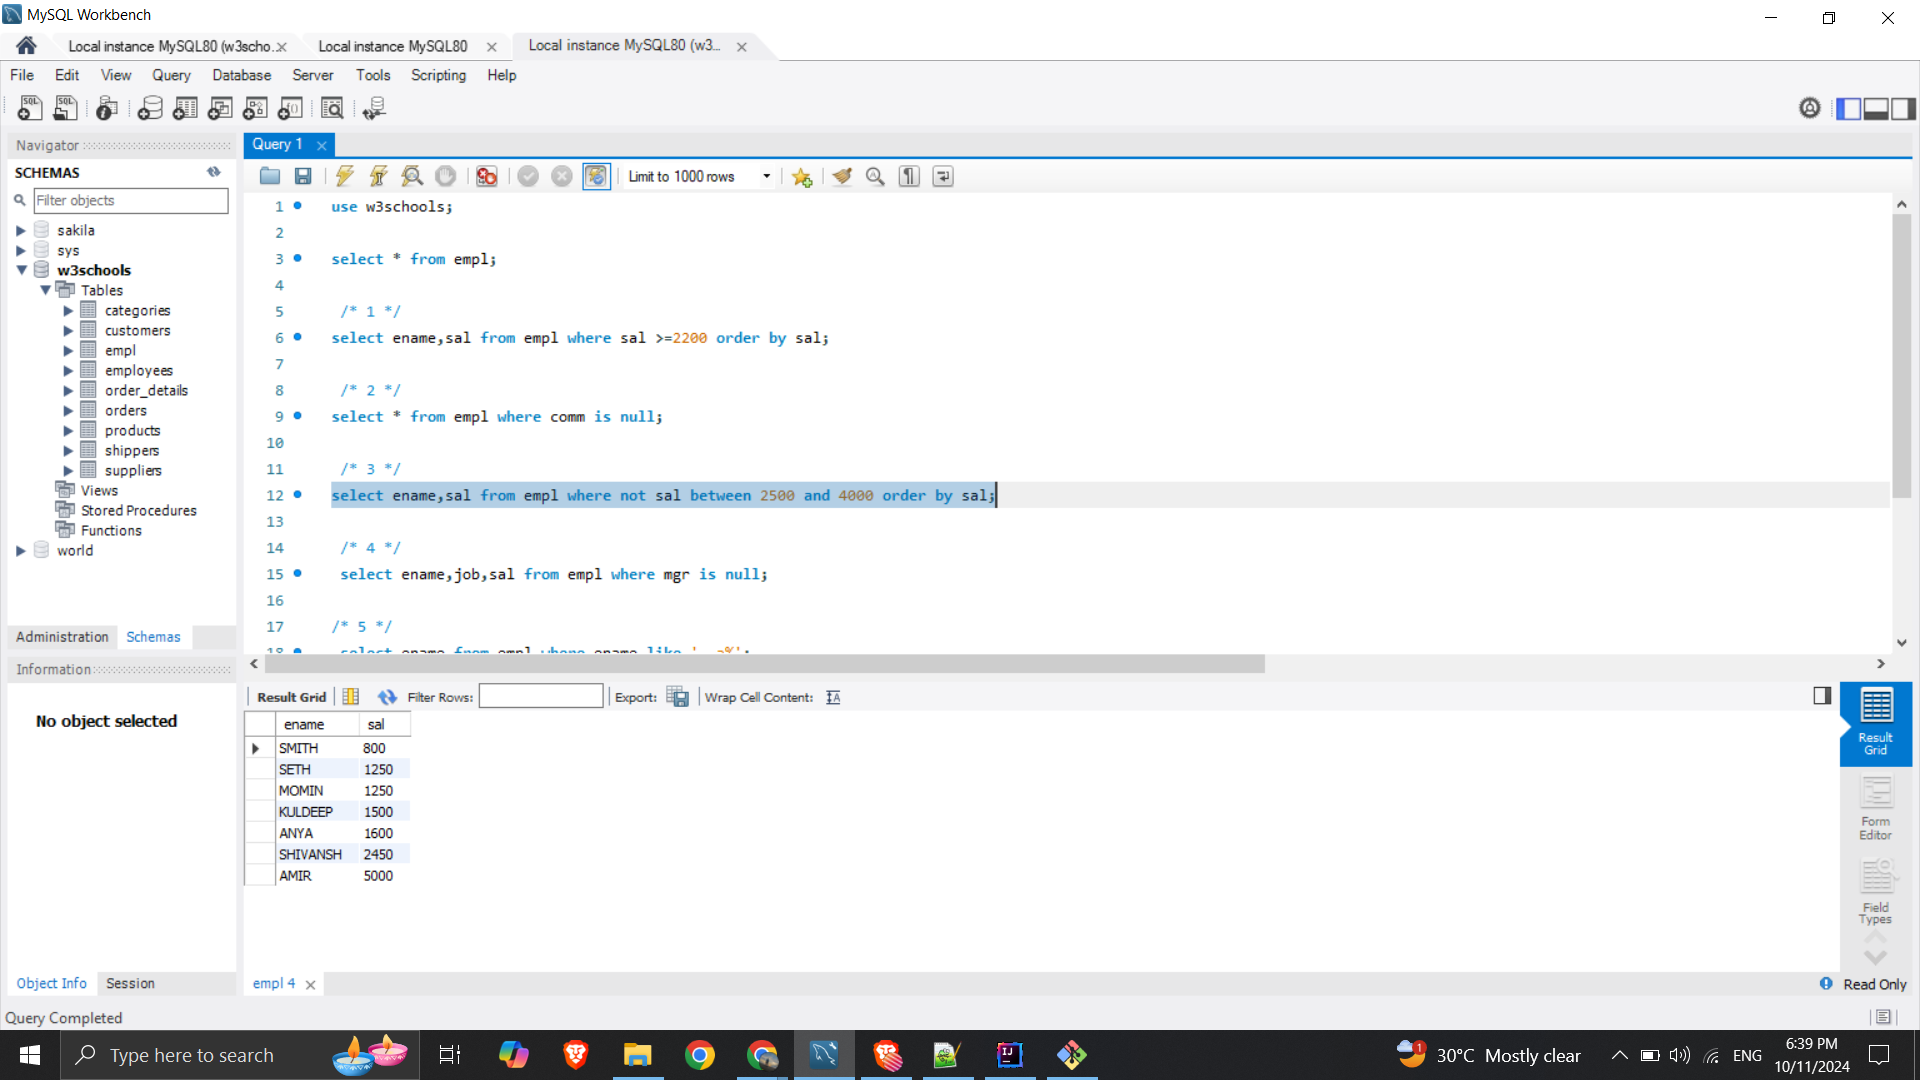 MySQL Workbench
Local instance MySQL80 (w3scho... Local instance MySQL80 Local instance MySQL80 (w3...
File Edit View Query Database Server Tools Scripting Help
Navigator
SCHEMAS
Filter objects
sakila
sys
w3schools
Tables
categories
customers
empl
employees
order_details
orders
products
shippers
suppliers
Views
Stored Procedures
Functions
world
Administration Schemas
Information
No object selected
Object Info Session
Query 1
Limit to 1000 rows
1 use w3schools;
2
3 select * from empl;
4
5 /* 1 */
6 select ename,sal from empl where sal >=2200 order by sal;
7
8 /* 2 */
9 select * from empl where comm is null;
10
11 /* 3 */
12 select ename,sal from empl where not sal between 2500 and 4000 order by sal;
13
14 /* 4 */
15 select ename,job,sal from empl where mgr is null;
16
17 /* 5 */
18 select ename from empl where ename like
Result Grid Filter Rows: Export: Wrap Cell Content:
ename sal
SMITH 800
SETH 1250
MOMIN 1250
KULDEEP 1500
ANYA 1600
SHIVANSH 2450
AMIR 5000
Result Grid
Form Editor
Field Types
empl 4
Read Only
Query Completed
Type here to search
30°C Mostly clear
ENG
6:39 PM
10/11/2024